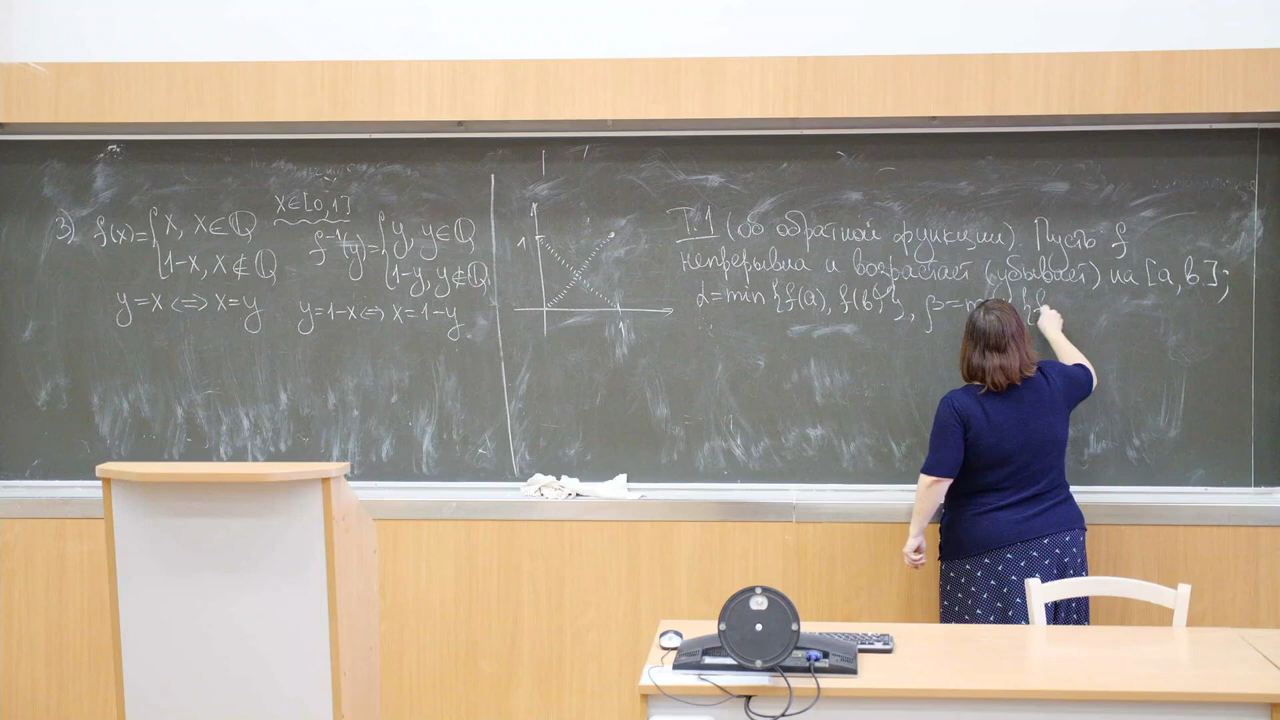 3) f(x)={x, x∈ℚ
1-x, x∉ℚ
x∈[0,1]
f⁻¹(y)={y, y∈ℚ
1-y, y∉ℚ
y=x ⇔ x=y
y=1-x ⇔ x=1-y
1
1
Т.1 (об обратной функции). Пусть f
непрерывна и возрастает (убывает) на [a,b];
α=min{f(a), f(b)}, β=m {f